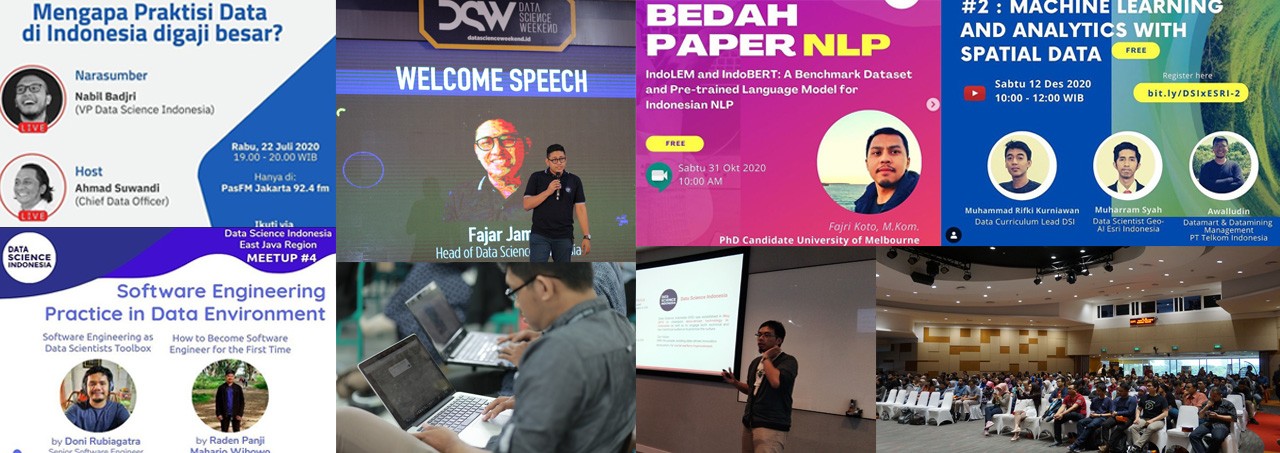 Mengapa Praktisi Data
di Indonesia digaji besar?
Narasumber
Nabil Badjri
(VP Data Science Indonesia)
LIVE
Host
Ahmad Suwandi
(Chief Data Officer)
LIVE
Rabu, 22 Juli 2020
19.00 - 20.00 WIB
Hanya di:
PasFM Jakarta 92.4 fm
Ikuti via
DSW
DATA
SCIENCE
WEEKEND
datascienceweekend.id
WELCOME SPEECH
Fajar Jam
Head of Data Science
BEDAH
PAPER NLP
IndoLEM and IndoBERT: A Benchmark Dataset
and Pre-trained Language Model for
Indonesian NLP
FREE
Sabtu 31 Okt 2020
10:00 AM
Fajri Koto, M.Kom.
PhD Candidate University of Melbourne
#2 : MACHINE LEARNING
AND ANALYTICS WITH
SPATIAL DATA
FREE
Sabtu 12 Des 2020
10:00 - 12:00 WIB
Register here
bit.ly/DSIxESRI-2
Muhammad Rifki Kurniawan
Data Curriculum Lead DSI
Muharram Syah
Data Scientist Geo-
AI Esri Indonesia
Awalludin
Datamart & Datamining
Management
PT Telkom Indonesia
DATA
SCIENCE
INDONESIA
Data Science Indonesia
East Java Region
MEETUP #4
Software Engineering
Practice in Data Environment
Software Engineering as
Data Scientists Toolbox
by Doni Rubiagatra
Senior Software Engineer
How to Become Software
Engineer for the First Time
by Raden Panji
Maharjo Wibowo
Data Science Indonesia